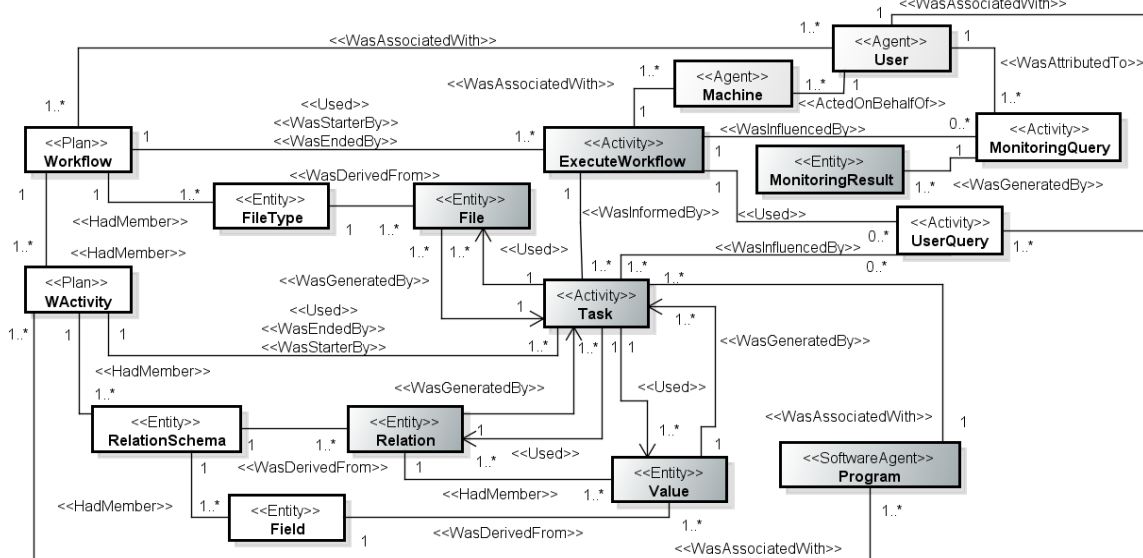 <<WasAssociatedWith>>
1
1..*
<<WasAssociatedWith>>
<<Agent>>
User
1
<<WasAttributedTo>>
<<WasAssociatedWith>>
1..*
<<Agent>>
Machine
1..*
1
<<ActedOnBehalfOf>>
1..*
1..*
<<Used>>
<<WasStarterBy>>
<<WasEndedBy>>
1
1..*
1
<<Plan>>
Workflow
<<Activity>>
ExecuteWorkflow
<<WasInfluencedBy>>
0..*
<<Activity>>
MonitoringQuery
1
<<Entity>>
MonitoringResult
1
1..*
<<WasGeneratedBy>>
1
1
<<WasDerivedFrom>>
1
1
1..*
<<Entity>>
FileType
<<Entity>>
File
<<HadMember>>
1
1..*
<<WasInformedBy>>
<<Used>>
0..*
<<Activity>>
UserQuery
1..*
1..*
<<HadMember>>
1..*
1..*
<<Used>>
<<WasInfluencedBy>>
0..*
<<Plan>>
WActivity
<<WasGeneratedBy>>
1
1..*
1..*
1..*
<<Activity>>
Task
1
1..*
1
1
<<Used>>
<<WasEndedBy>>
<<WasStarterBy>>
1..*
1..*
1
1
1..*
<<WasGeneratedBy>>
<<HadMember>>
1..*
<<WasGeneratedBy>>
<<Used>>
<<Entity>>
RelationSchema
1
1..*
<<Entity>>
Relation
1
1..*
<<Used>>
1..*
1
<<WasAssociatedWith>>
1
1
<<WasDerivedFrom>>
1
<<Entity>>
Value
<<SoftwareAgent>>
Program
<<HadMember>>
1..*
<<HadMember>>
1..*
<<Entity>>
Field
1
<<WasDerivedFrom>>
1..*
1..*
<<WasAssociatedWith>>